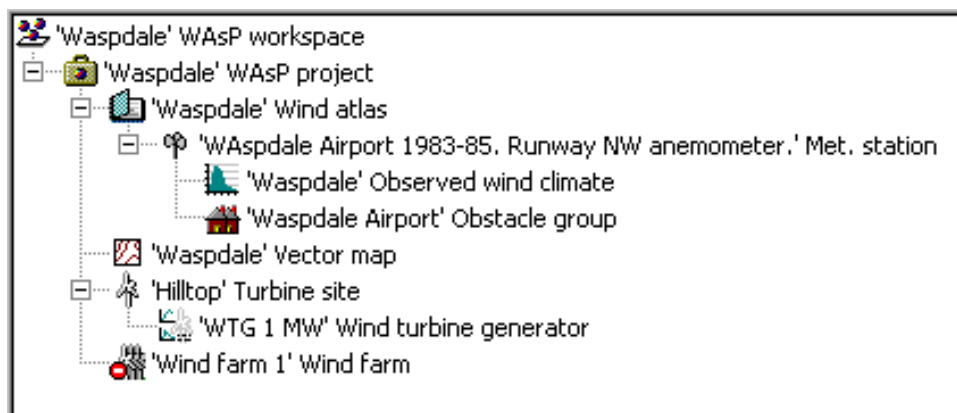 'Waspdale' WAsP workspace
'Waspdale' WAsP project
'Waspdale' Wind atlas
'WAspdale Airport 1983-85. Runway NW anemometer.' Met. station
'Waspdale' Observed wind climate
'Waspdale Airport' Obstacle group
'Waspdale' Vector map
'Hilltop' Turbine site
'WTG 1 MW' Wind turbine generator
'Wind farm 1' Wind farm